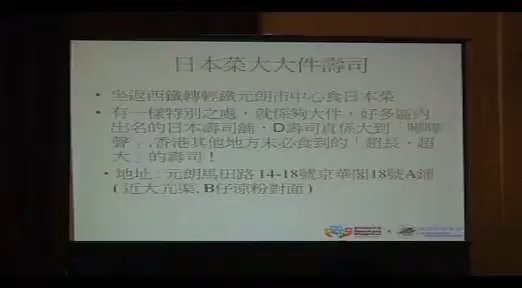 日本菜大大件壽司
• 坐返西鐵轉輕鐵元朗市中心食日本菜
• 有一樣特別之處，就係夠大件，好多區內
出名的日本壽司舖，D壽司真係大到「嘩嘩
聲」，香港其他地方未必食到的「超長、超
大」的壽司！
• 地址：元朗馬田路 14-18號京華閣18號A鋪
( 近大冗渠, B仔涼粉對面 )